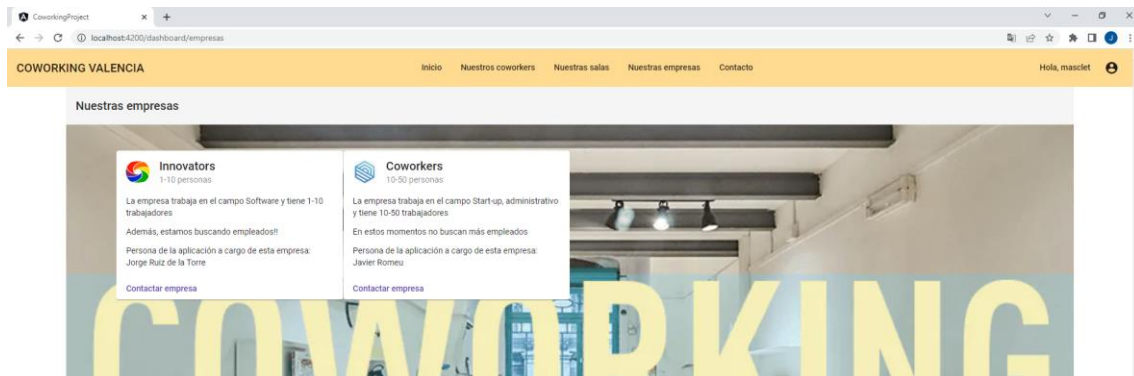 CoworkingProject
localhost:4200/dashboard/empresas
J
COWORKING VALENCIA
Inicio Nuestros coworkers Nuestras salas Nuestras empresas Contacto
Hola, masclet
Nuestras empresas
Innovators
1-10 personas
La empresa trabaja en el campo Software y tiene 1-10
trabajadores
Además, estamos buscando empleados!!
Persona de la aplicación a cargo de esta empresa:
Jorge Ruiz de la Torre
Contactar empresa
Coworkers
10-50 personas
La empresa trabaja en el campo Start-up, administrativo
y tiene 10-50 trabajadores
En estos momentos no buscan más empleados
Persona de la aplicación a cargo de esta empresa:
Javier Romeu
Contactar empresa
COWORKING